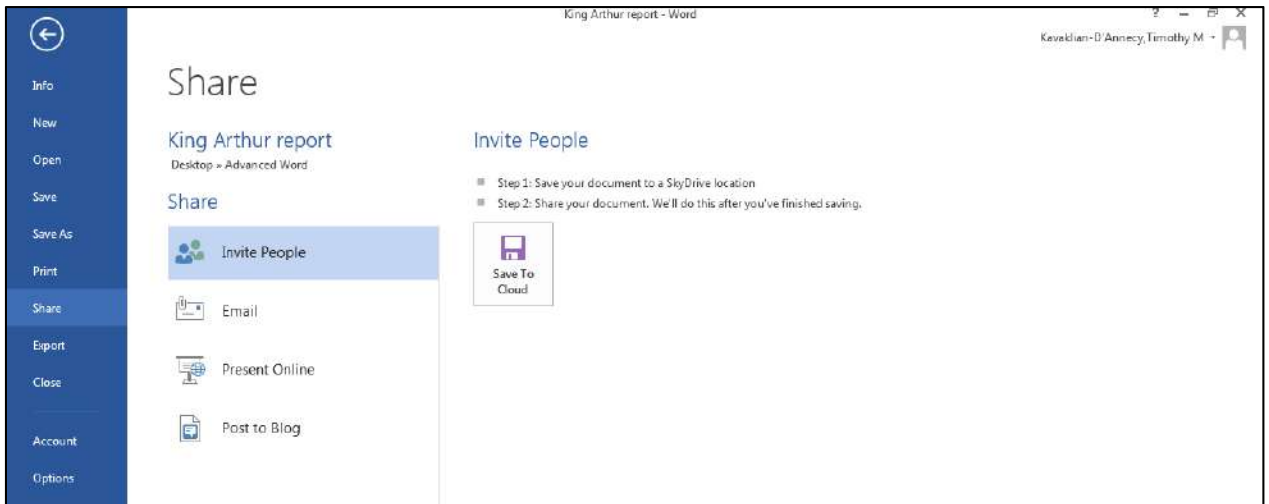 King Arthur report - Word
?
Kavaklian-D'Annecy,Timothy M
Info
New
Open
Save
Save As
Print
Share
Export
Close
Account
Options
Share
King Arthur report
Desktop » Advanced Word
Share
Invite People
Email
Present Online
Post to Blog
Invite People
Step 1: Save your document to a SkyDrive location
Step 2: Share your document. We'll do this after you've finished saving.
Save To
Cloud